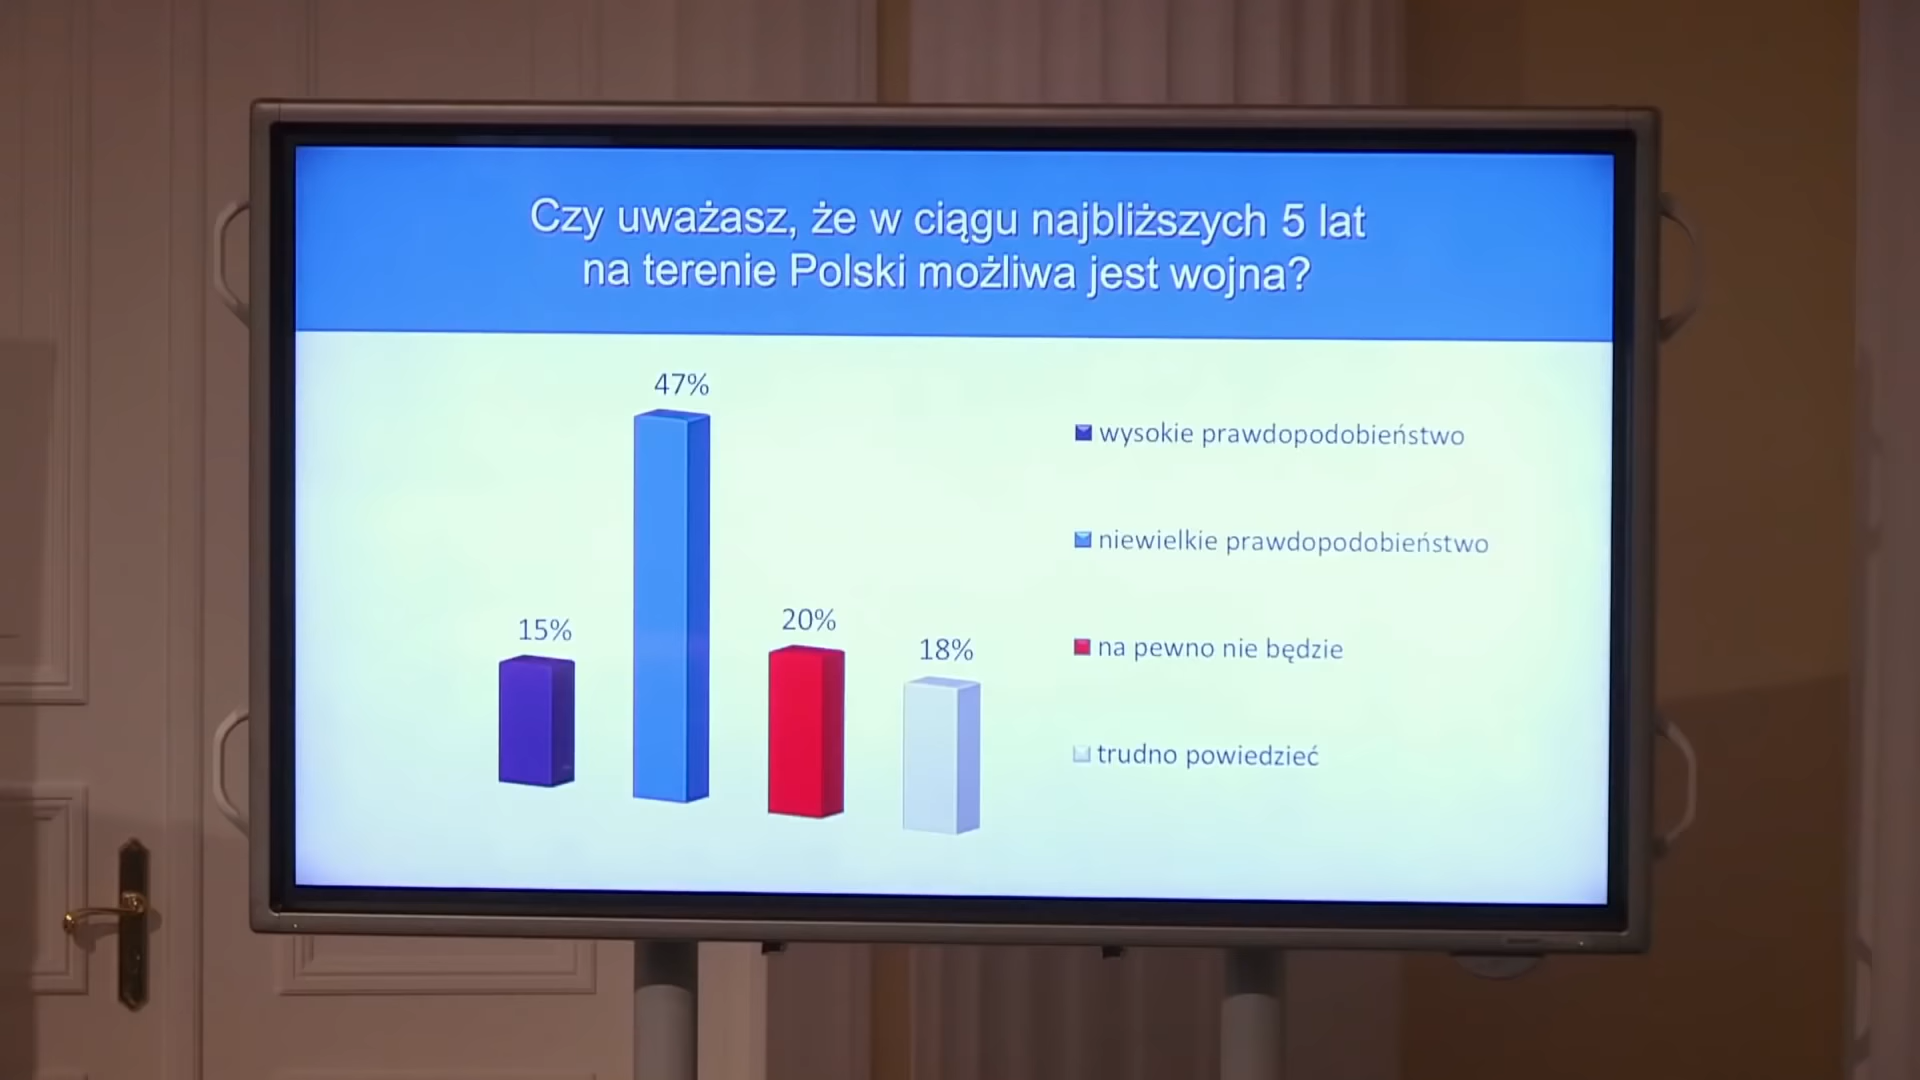 Czy uważasz, że w ciągu najbliższych 5 lat
na terenie Polski możliwa jest wojna?
47%
15%
20%
18%
wysokie prawdopodobieństwo
niewielkie prawdopodobieństwo
na pewno nie będzie
trudno powiedzieć